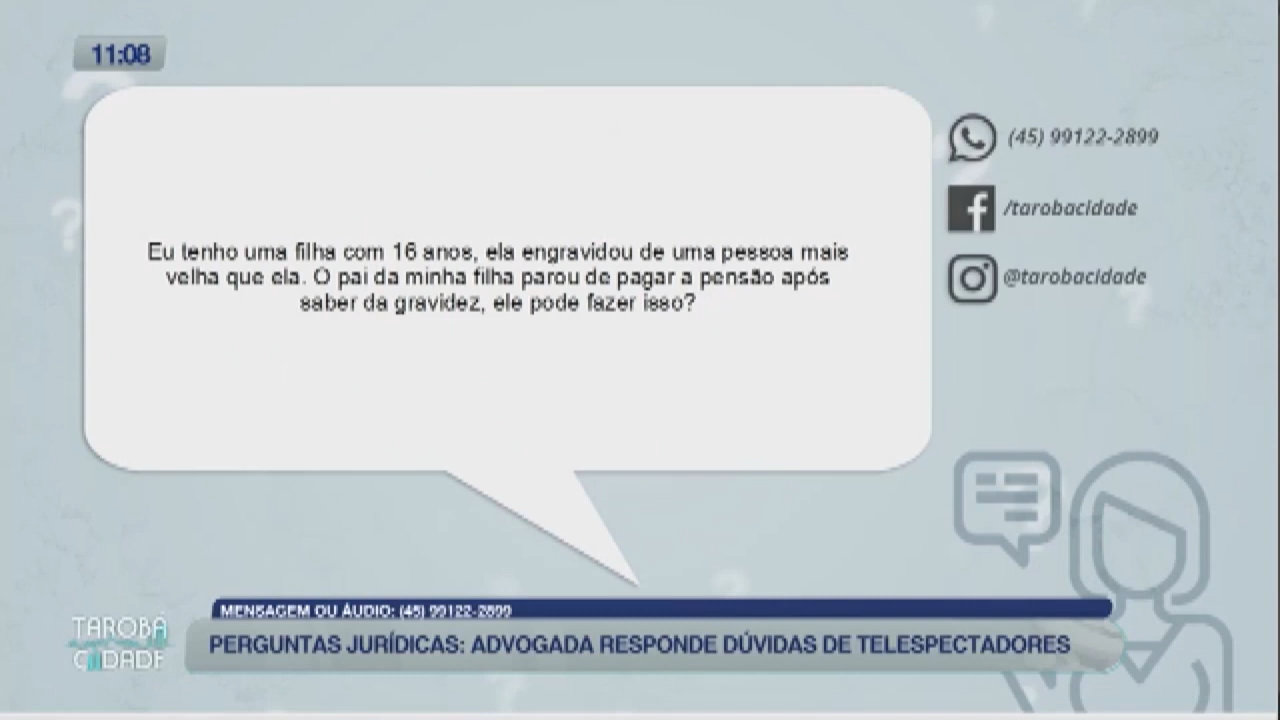 11:08
Eu tenho uma filha com 16 anos, ela engravidou de uma pessoa mais
velha que ela. O pai da minha filha parou de pagar a pensão após
saber da gravidez, ele pode fazer isso?
(45) 99122-2899
/tarobacidade
@tarobacidade
MENSAGEM OU ÁUDIO: (45) 99122-2899
TAROBÁ
CIDADE
PERGUNTAS JURÍDICAS: ADVOGADA RESPONDE DÚVIDAS DE TELESPECTADORES